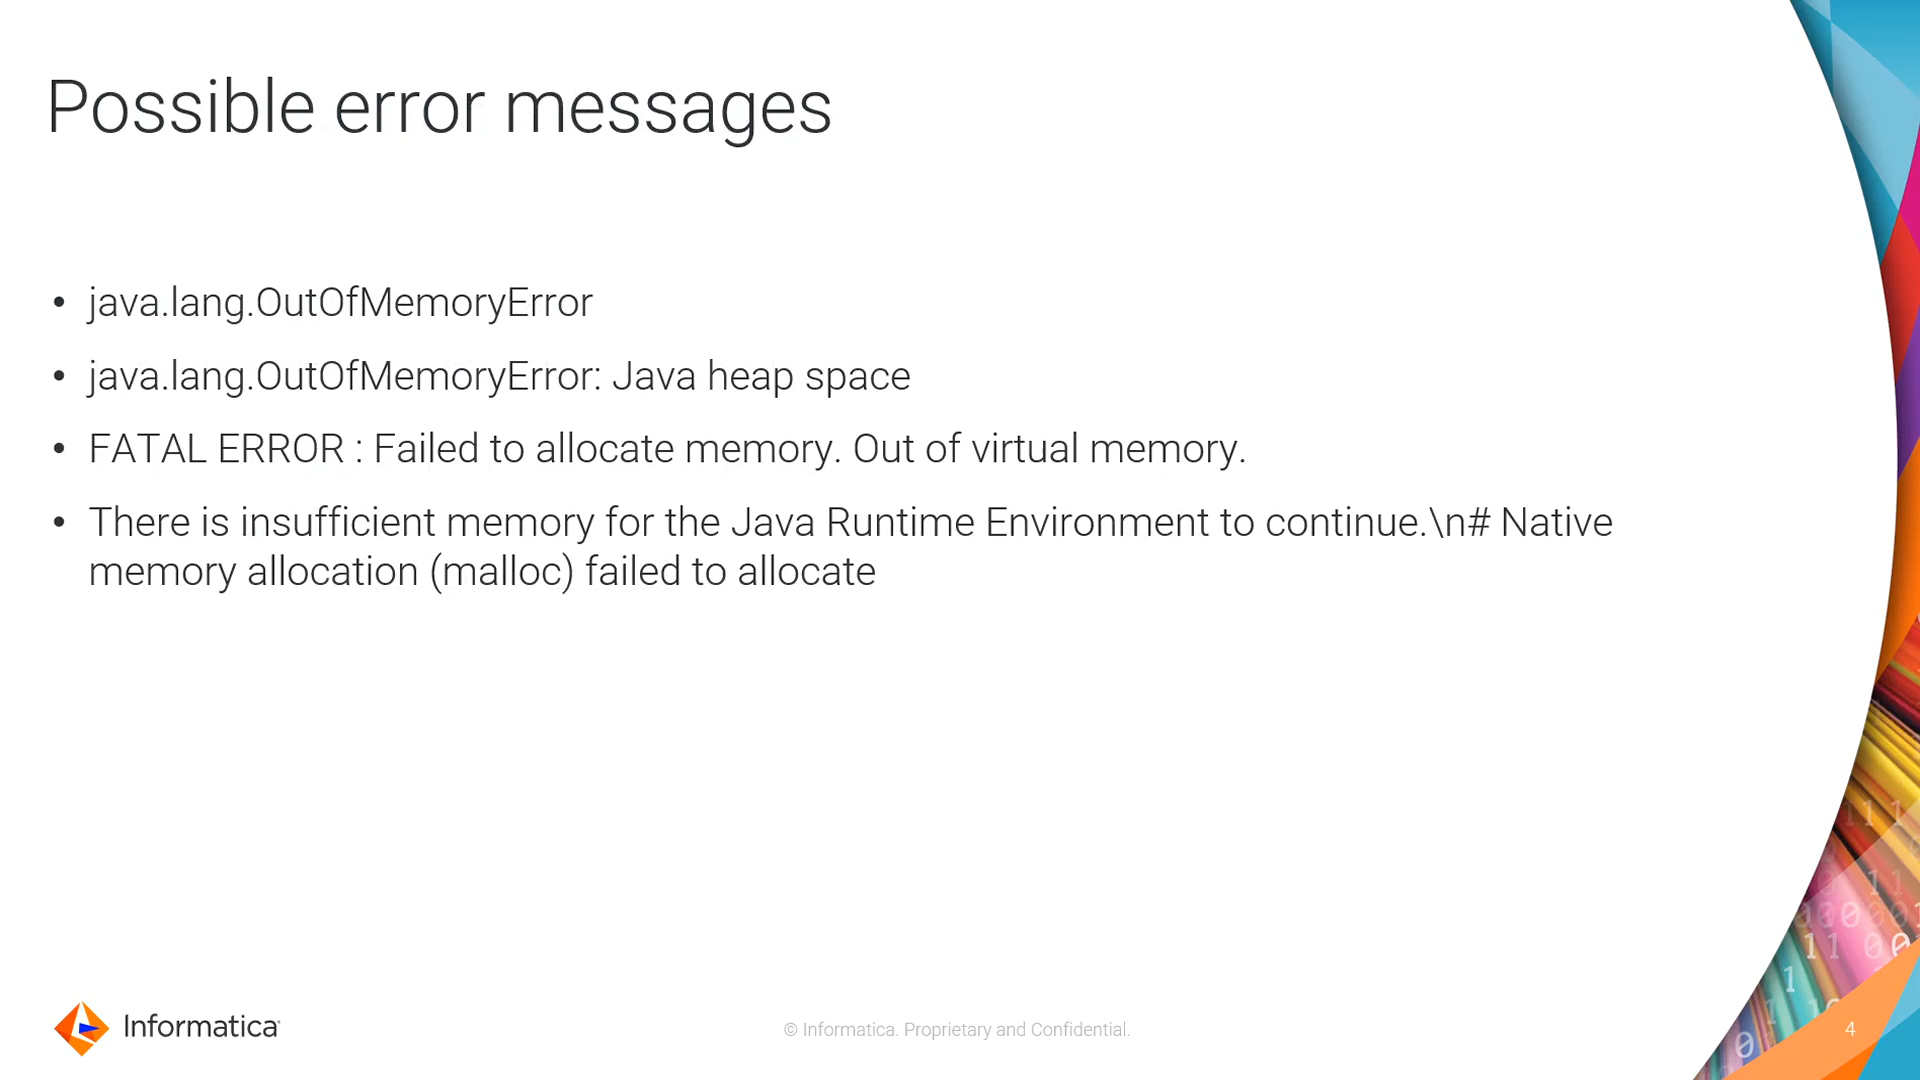 Possible error messages
• java.lang.OutOfMemoryError
• java.lang.OutOfMemoryError: Java heap space
• FATAL ERROR : Failed to allocate memory. Out of virtual memory.
• There is insufficient memory for the Java Runtime Environment to continue.\n# Native
memory allocation (malloc) failed to allocate
Informatica
© Informatica. Proprietary and Confidential.
4